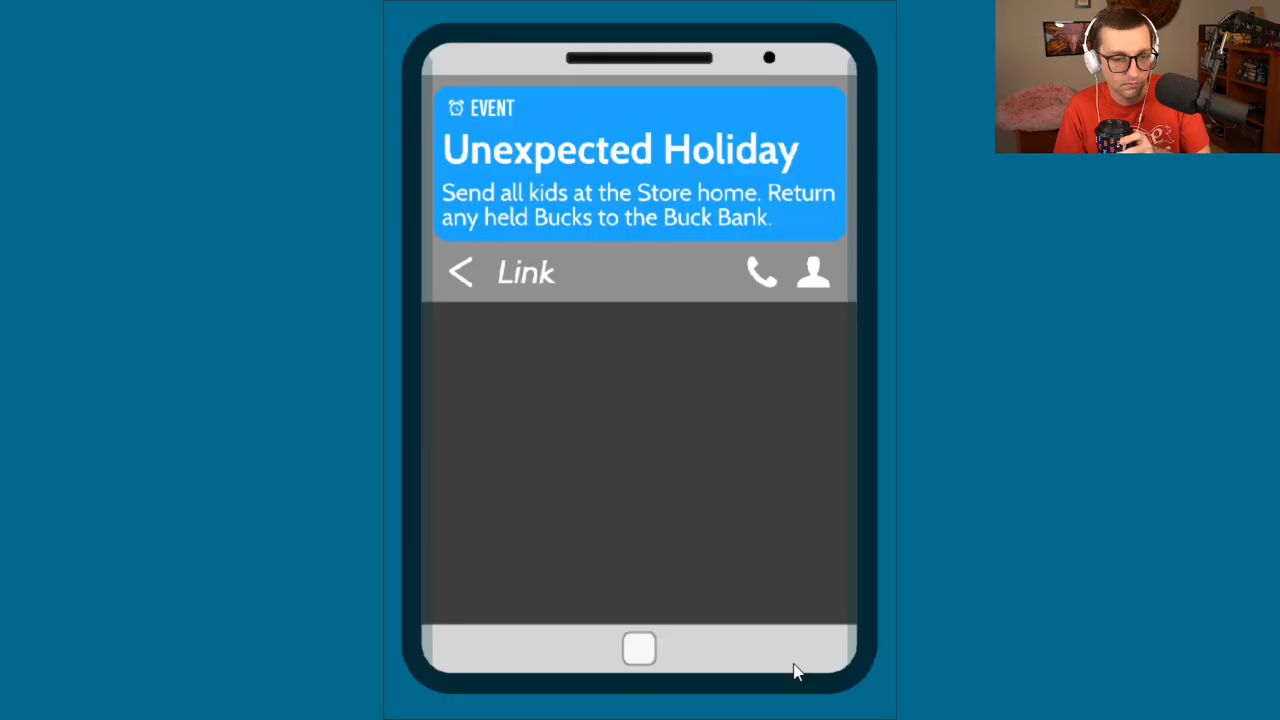 EVENT
Unexpected Holiday
Send all kids at the Store home. Return
any held Bucks to the Buck Bank.
Link